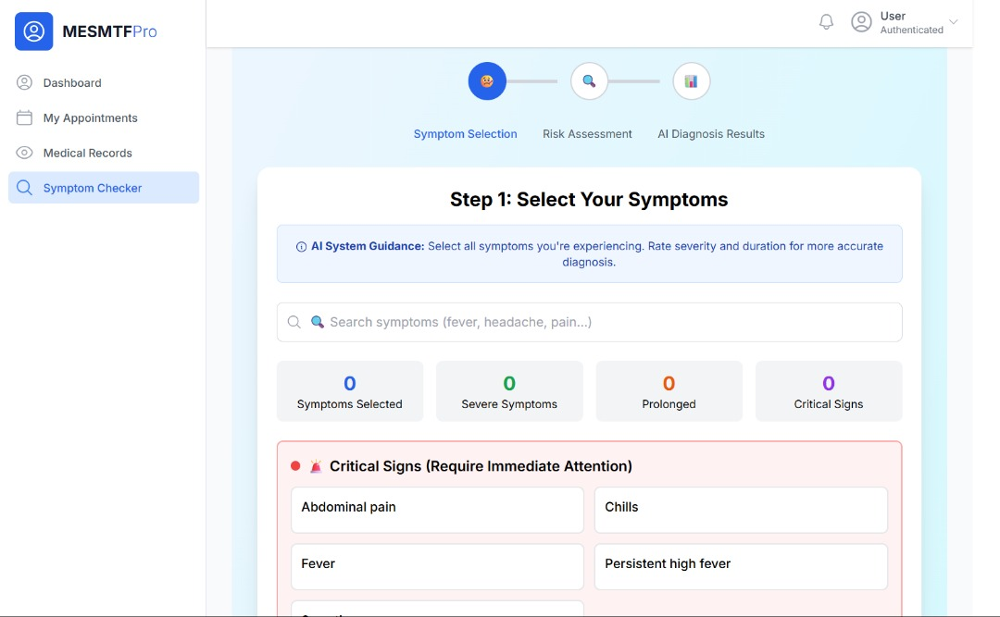 MESMTFPro
User
Authenticated
Dashboard
My Appointments
Medical Records
Symptom Checker
Symptom Selection
Risk Assessment
AI Diagnosis Results
Step 1: Select Your Symptoms
AI System Guidance: Select all symptoms you're experiencing. Rate severity and duration for more accurate
diagnosis.
Search symptoms (fever, headache, pain...)
0
Symptoms Selected
0
Severe Symptoms
0
Prolonged
0
Critical Signs
Critical Signs (Require Immediate Attention)
Abdominal pain
Chills
Fever
Persistent high fever